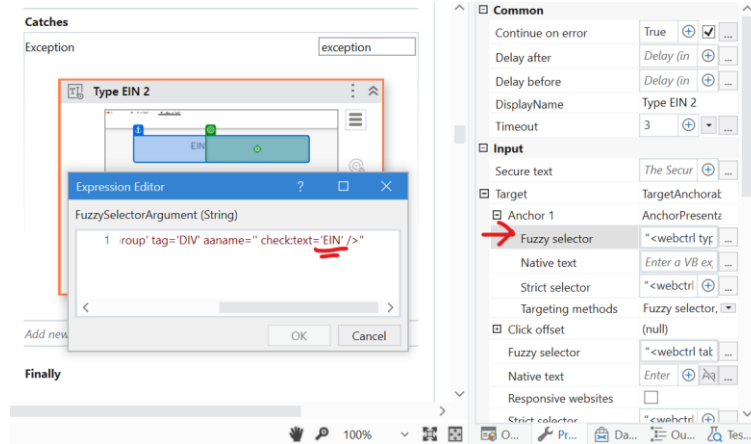 Catches
Exception
exception
Type EIN 2
EIN
Expression Editor
?
FuzzySelectorArgument (String)
1 :roup' tag='DIV' aaname='' check:text='EIN' />"
OK Cancel
Add new
Finally
100%
Common
Continue on error True ...
Delay after Delay (in ...
Delay before Delay (in ...
DisplayName Type EIN 2
Timeout 3 ...
Input
Secure text The Secur ...
Target TargetAnchorab
Anchor 1 AnchorPresenta
Fuzzy selector "<webctrl typ ...
Native text Enter a VB ex ...
Strict selector "<webctrl ...
Targeting methods Fuzzy selector,
Click offset (null)
Fuzzy selector "<webctrl tab ...
Native text Enter ...
Responsive websites
Strict selector "<webctrl ...
O... Pr... Da... Ou... Tes...